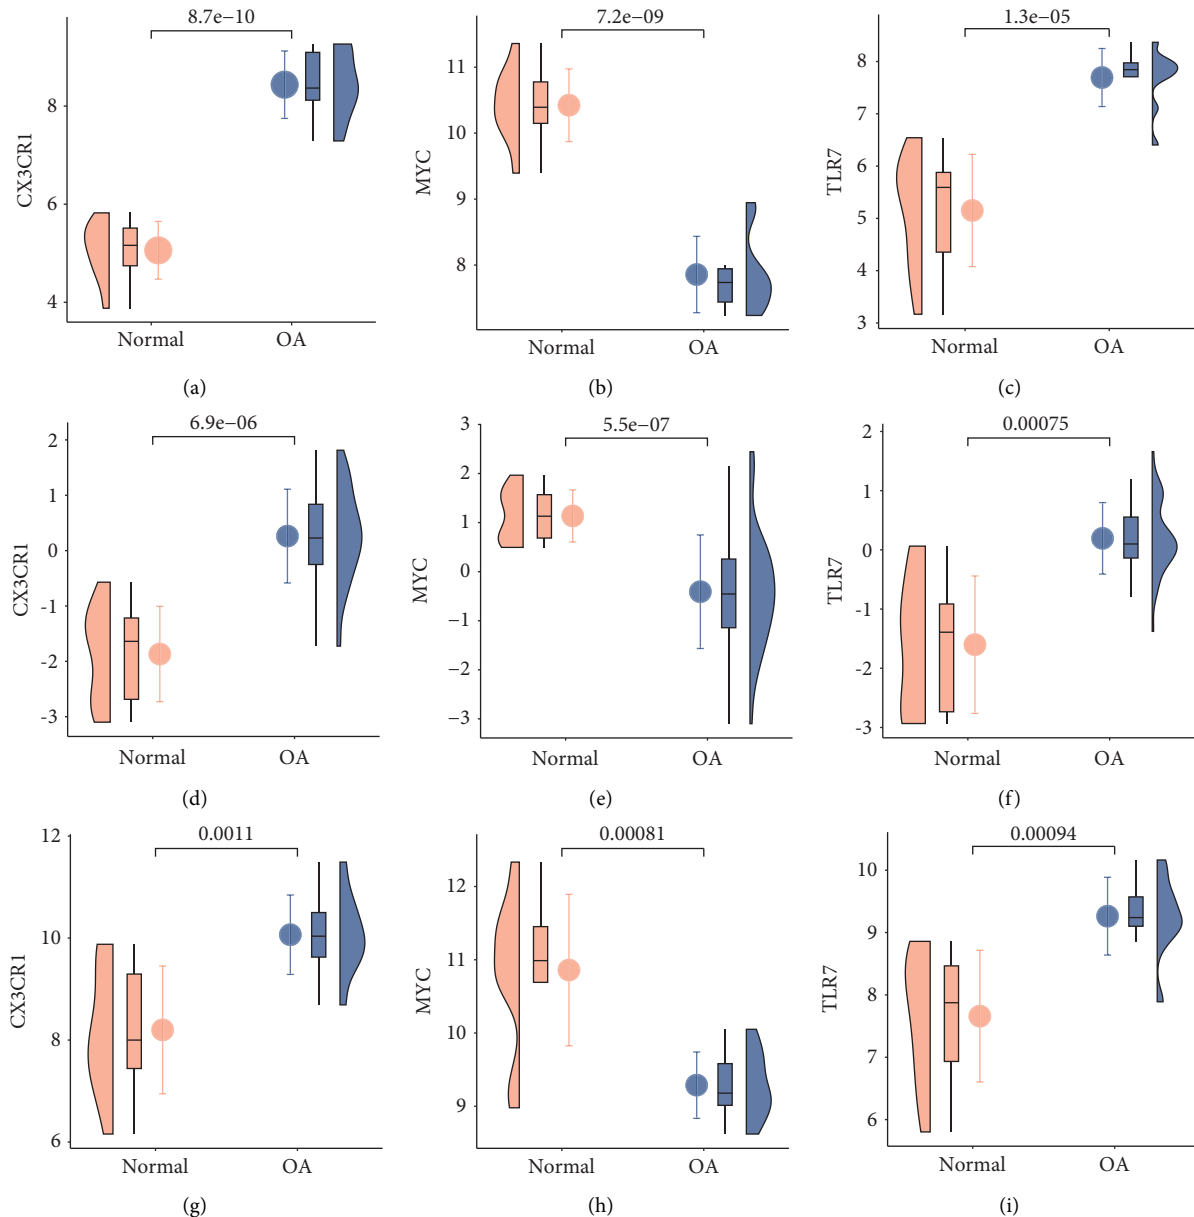 8.7e−10
CX3CR1
8
6
4
Normal OA
(a)
7.2e−09
MYC
11
10
9
8
Normal OA
(b)
1.3e−05
TLR7
8
7
6
5
4
3
Normal OA
(c)
6.9e−06
CX3CR1
2
1
0
-1
-2
-3
Normal OA
(d)
5.5e−07
MYC
3
2
1
0
−1
−2
−3
Normal OA
(e)
0.00075
TLR7
2
1
0
-1
-2
-3
Normal OA
(f)
0.0011
CX3CR1
12
10
8
6
Normal OA
(g)
0.00081
MYC
12
11
10
9
Normal OA
(h)
0.00094
TLR7
10
9
8
7
6
Normal OA
(i)